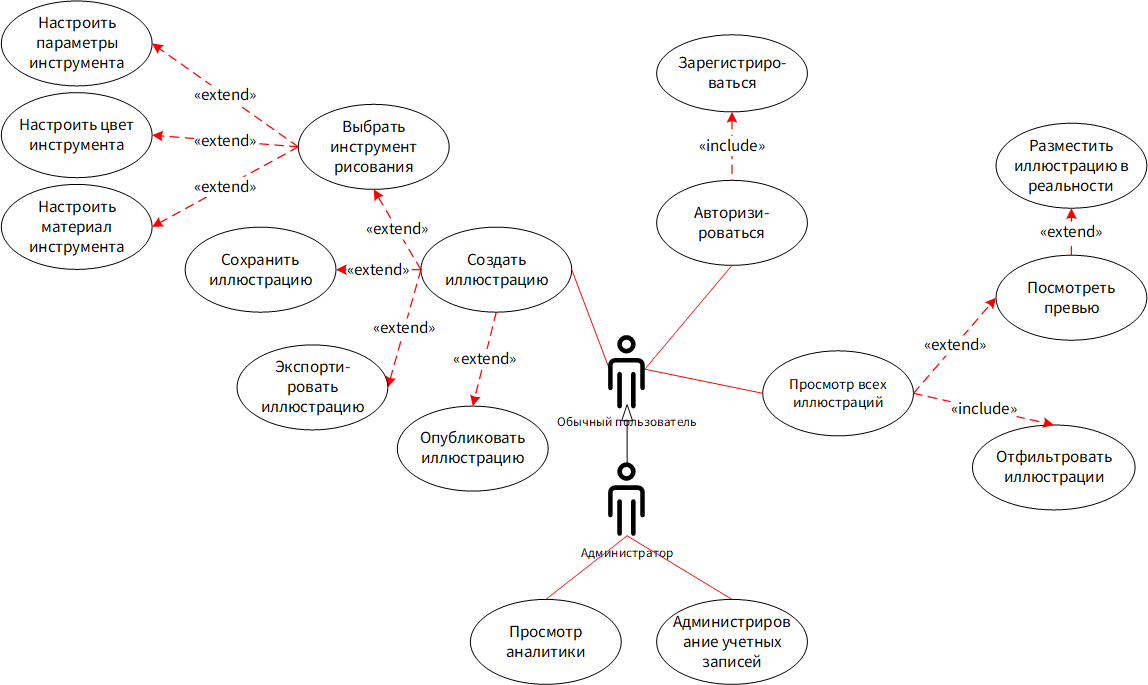 Настроить
параметры
инструмента
«extend»
Настроить цвет
инструмента
«extend»
Настроить
материал
инструмента
«extend»
Выбрать
инструмент
рисования
«extend»
Сохранить
иллюстрацию
«extend»
Создать
иллюстрацию
«extend»
Экспорти-
ровать
иллюстрацию
«extend»
Опубликовать
иллюстрацию
Зарегистриро-
ваться
«include»
Авторизи-
роваться
Разместить
иллюстрацию в
реальности
«extend»
Посмотреть
превью
«extend»
Просмотр всех
иллюстраций
«include»
Отфильтровать
иллюстрации
Обычный пользователь
Администратор
Просмотр
аналитики
Администриров
ание учетных
записей